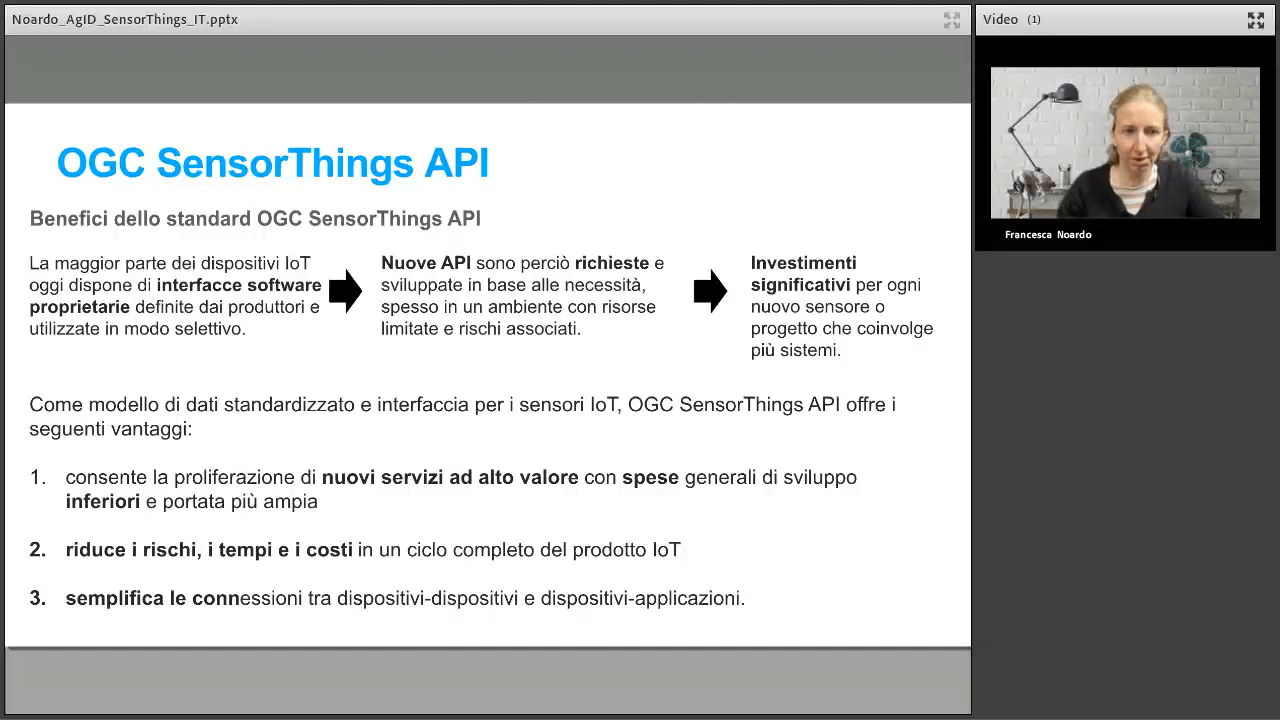 Noardo_AgID_SensorThings_IT.pptx
Video (1)
Francesca Noardo
OGC SensorThings API
Benefici dello standard OGC SensorThings API
La maggior parte dei dispositivi IoT
oggi dispone di interfacce software
proprietarie definite dai produttori e
utilizzate in modo selettivo.
Nuove API sono perciò richieste e
sviluppate in base alle necessità,
spesso in un ambiente con risorse
limitate e rischi associati.
Investimenti
significativi per ogni
nuovo sensore o
progetto che coinvolge
più sistemi.
Come modello di dati standardizzato e interfaccia per i sensori IoT, OGC SensorThings API offre i
seguenti vantaggi:
1. consente la proliferazione di nuovi servizi ad alto valore con spese generali di sviluppo
inferiori e portata più ampia
2. riduce i rischi, i tempi e i costi in un ciclo completo del prodotto IoT
3. semplifica le connessioni tra dispositivi-dispositivi e dispositivi-applicazioni.